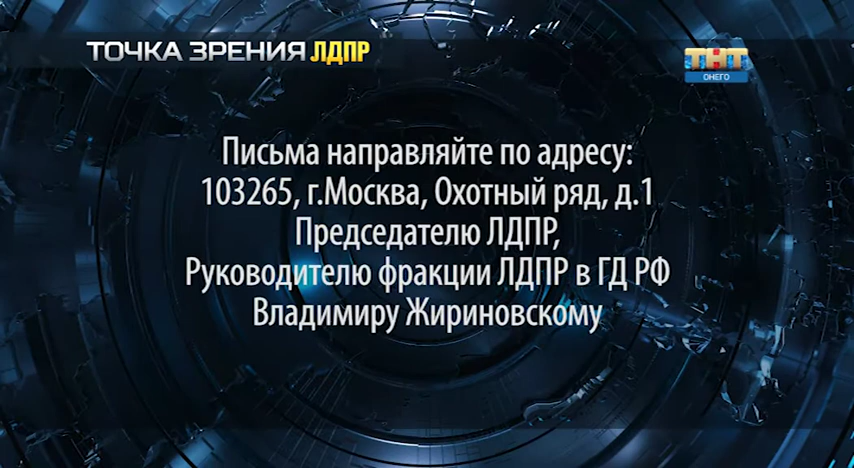 ТОЧКА ЗРЕНИЯ ЛДПР
ТНТ
ОНЕГО
Письма направляйте по адресу:
103265, г.Москва, Охотный ряд, д.1
Председателю ЛДПР,
Руководителю фракции ЛДПР в ГД РФ
Владимиру Жириновскому